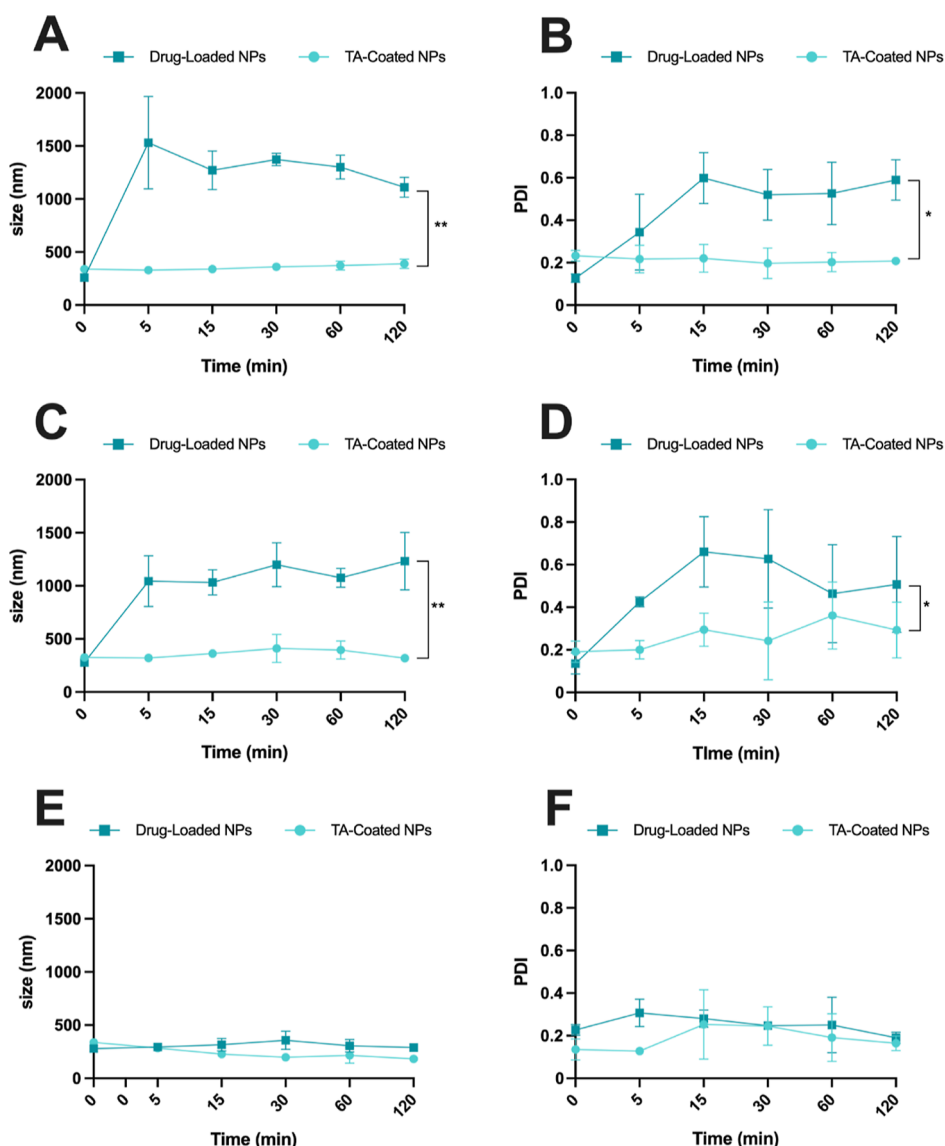 A
Drug-Loaded NPs TA-Coated NPs
2000
1500
1000
500
0
size (nm)
**
0 5 15 30 60 120
Time (min)
B
Drug-Loaded NPs TA-Coated NPs
1.0
0.8
0.6
0.4
0.2
0
PDI
*
0 5 15 30 60 120
Time (min)
C
Drug-Loaded NPs TA-Coated NPs
2000
1500
1000
500
0
size (nm)
**
0 5 15 30 60 120
Time (min)
D
Drug-Loaded NPs TA-Coated NPs
1.0
0.8
0.6
0.4
0.2
0
PDI
*
0 5 15 30 60 120
TIme (min)
E
Drug-Loaded NPs TA-Coated NPs
2000
1500
1000
500
0
size (nm)
0 0 5 15 30 60 120
Time (min)
F
Drug-Loaded NPs TA-Coated NPs
1.0
0.8
0.6
0.4
0.2
0
PDI
0 5 15 30 60 120
Time (min)